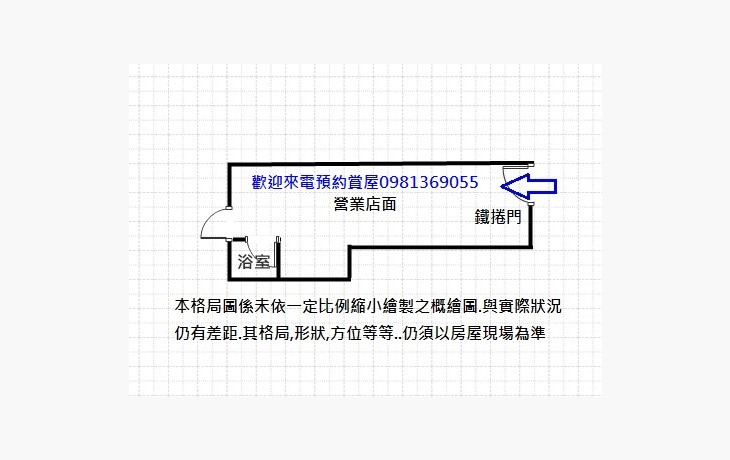 歡迎來電預約賞屋0981369055
營業店面
鐵捲門
浴室
本格局圖係未依一定比例縮小繪製之概繪圖.與實際狀況
仍有差距.其格局,形狀,方位等等..仍須以房屋現場為準